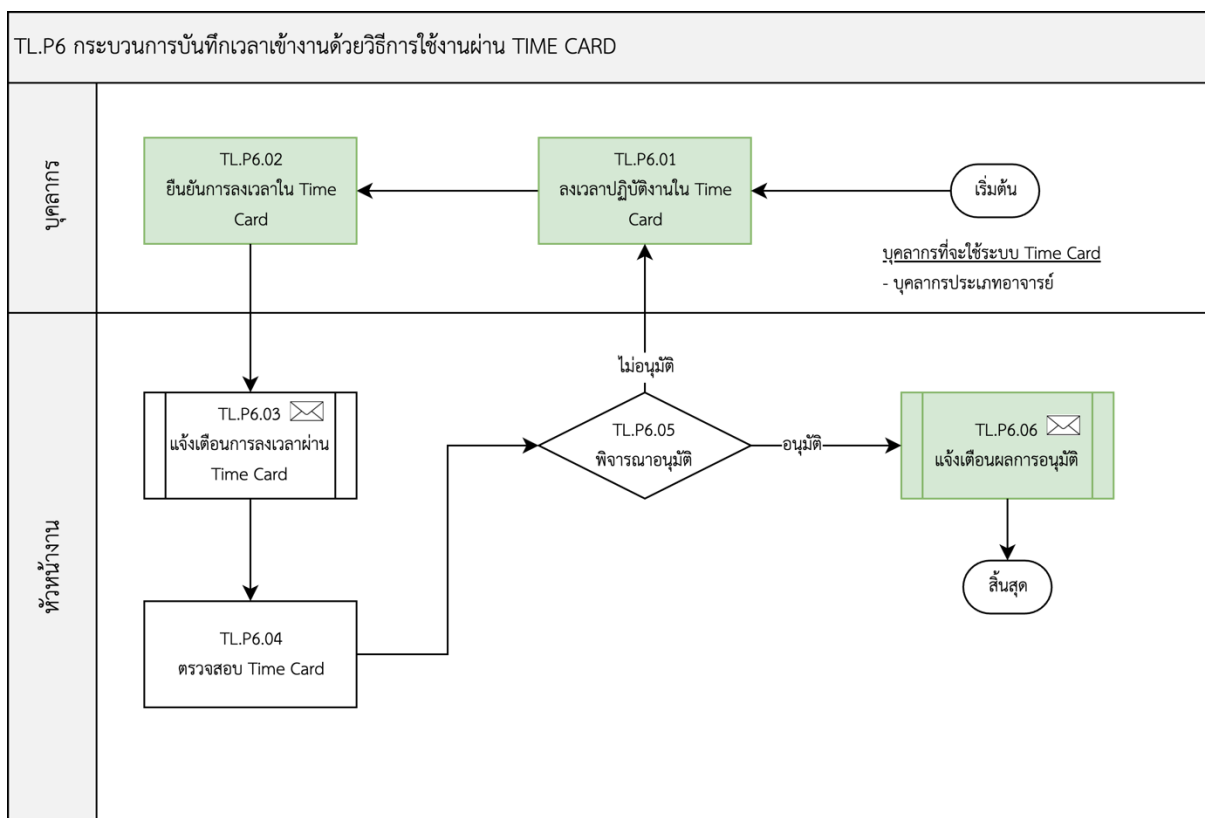 TL.P6 กระบวนการบันทึกเวลาเข้างานด้วยวิธีการใช้งานผ่าน TIME CARD
บุคลากร
TL.P6.02
ยืนยันการลงเวลาใน Time
Card
TL.P6.01
ลงเวลาปฏิบัติงานใน Time
Card
เริ่มต้น
บุคลากรที่จะใช้ระบบ Time Card
- บุคลากรประเภทอาจารย์
หัวหน้างาน
ไม่อนุมัติ
TL.P6.03
แจ้งเตือนการลงเวลาผ่าน
Time Card
TL.P6.05
พิจารณาอนุมัติ
อนุมัติ
TL.P6.06
แจ้งเตือนผลการอนุมัติ
สิ้นสุด
TL.P6.04
ตรวจสอบ Time Card